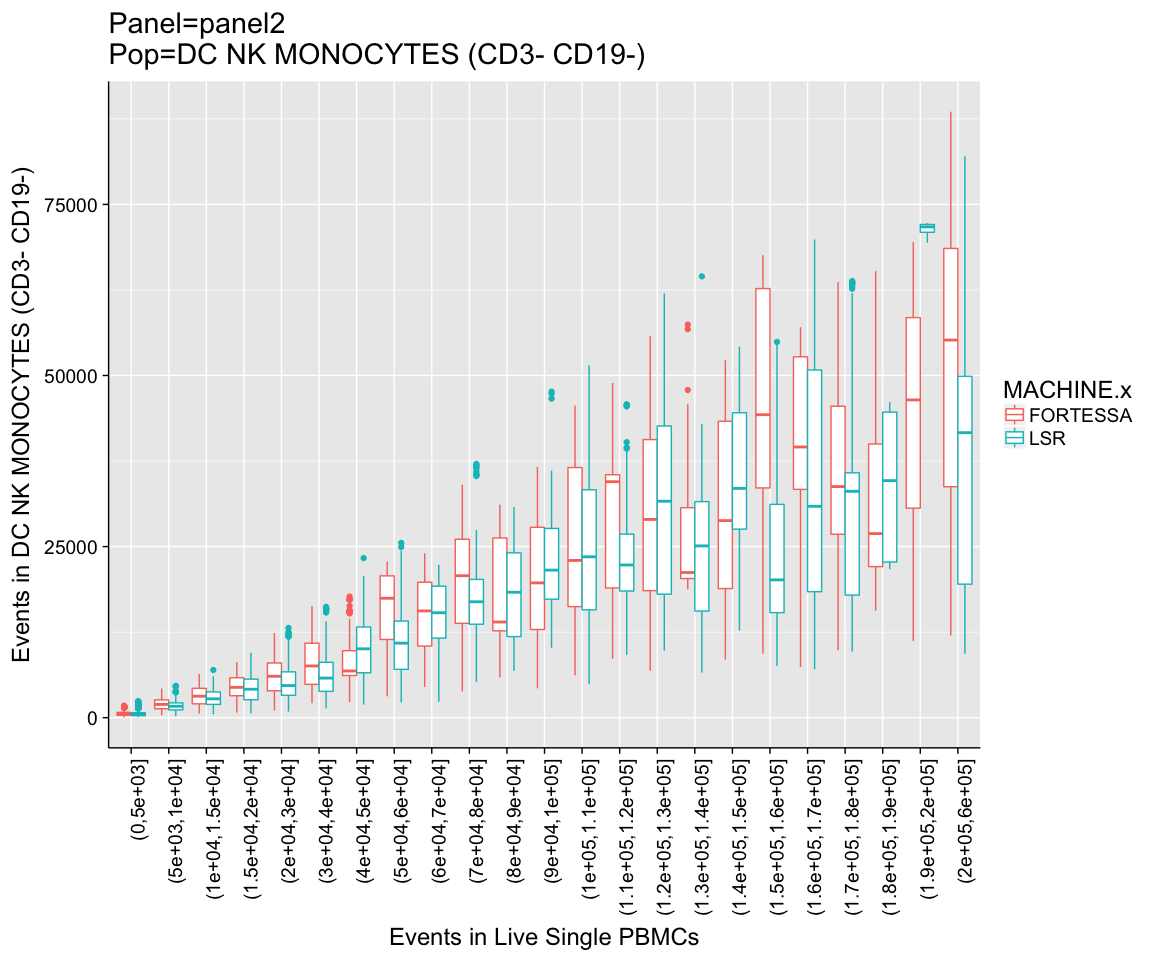 Panel=panel2
Pop=DC NK MONOCYTES (CD3- CD19-)
Events in DC NK MONOCYTES (CD3- CD19-)
75000
50000
25000
0
(0,5e+03]
(5e+03,1e+04]
(1e+04,1.5e+04]
(1.5e+04,2e+04]
(2e+04,3e+04]
(3e+04,4e+04]
(4e+04,5e+04]
(5e+04,6e+04]
(6e+04,7e+04]
(7e+04,8e+04]
(8e+04,9e+04]
(9e+04,1e+05]
(1e+05,1.1e+05]
(1.1e+05,1.2e+05]
(1.2e+05,1.3e+05]
(1.3e+05,1.4e+05]
(1.4e+05,1.5e+05]
(1.5e+05,1.6e+05]
(1.6e+05,1.7e+05]
(1.7e+05,1.8e+05]
(1.8e+05,1.9e+05]
(1.9e+05,2e+05]
(2e+05,6e+05]
Events in Live Single PBMCs
MACHINE.x
FORTESSA
LSR